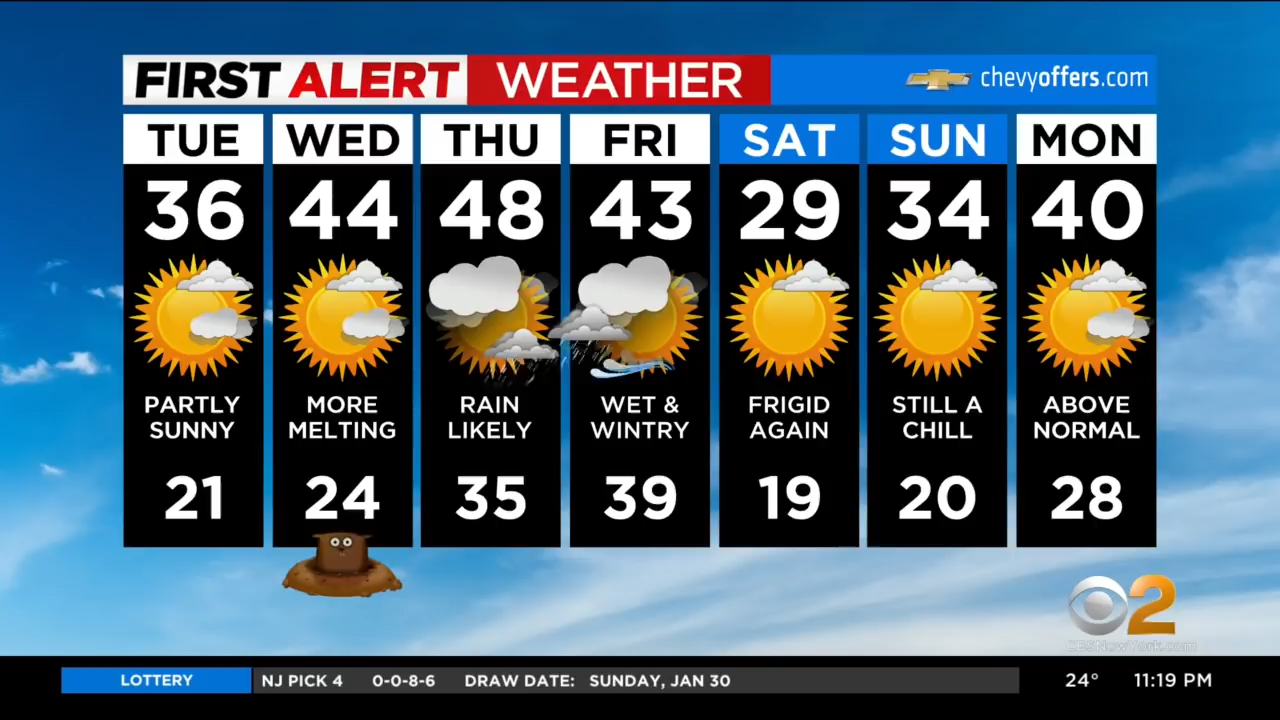 FIRST ALERT WEATHER chevyoffers.com
TUE WED THU FRI SAT SUN MON
36 44 48 43 29 34 40
PARTLY SUNNY
MORE MELTING
RAIN LIKELY
WET & WINTRY
FRIGID AGAIN
STILL A CHILL
ABOVE NORMAL
21 24 35 39 19 20 28
2
CBSNewYork.com
LOTTERY NJ PICK 4 0-0-8-6 DRAW DATE: SUNDAY, JAN 30 24° 11:19 PM